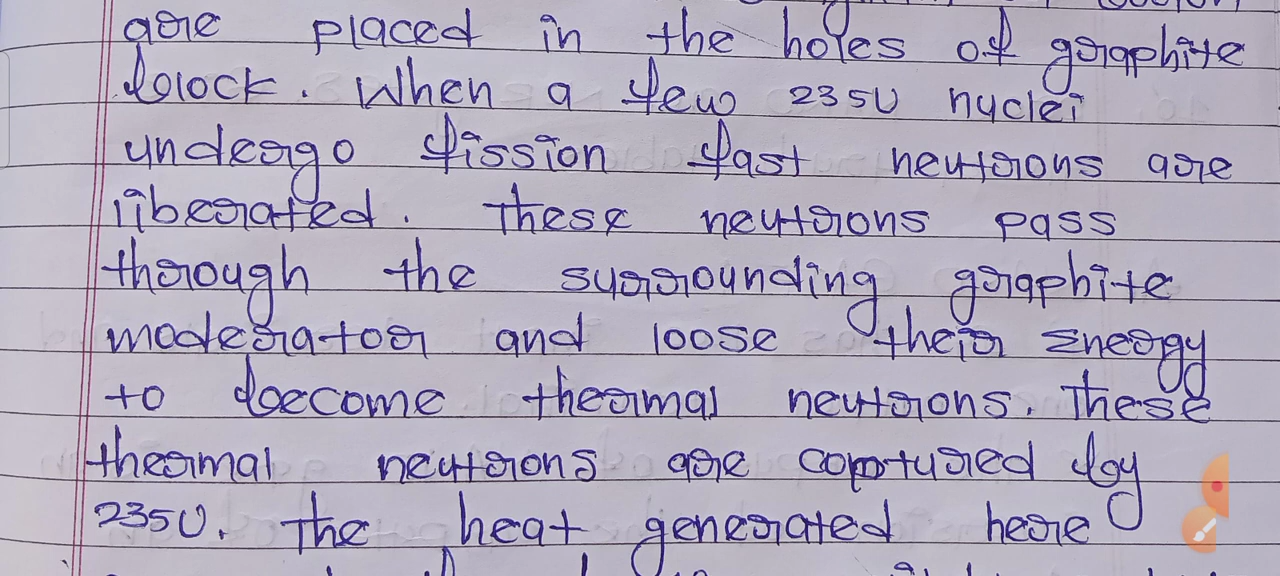 are placed in the holes of graphite
block. When a few 235U nuclei
undergo fission fast neutrons are
liberated. These neutrons pass
through the surrounding graphite
moderator and loose their Energy
to become thermal neutrons. These
thermal neutrons are captured by
235U. The heat generated here